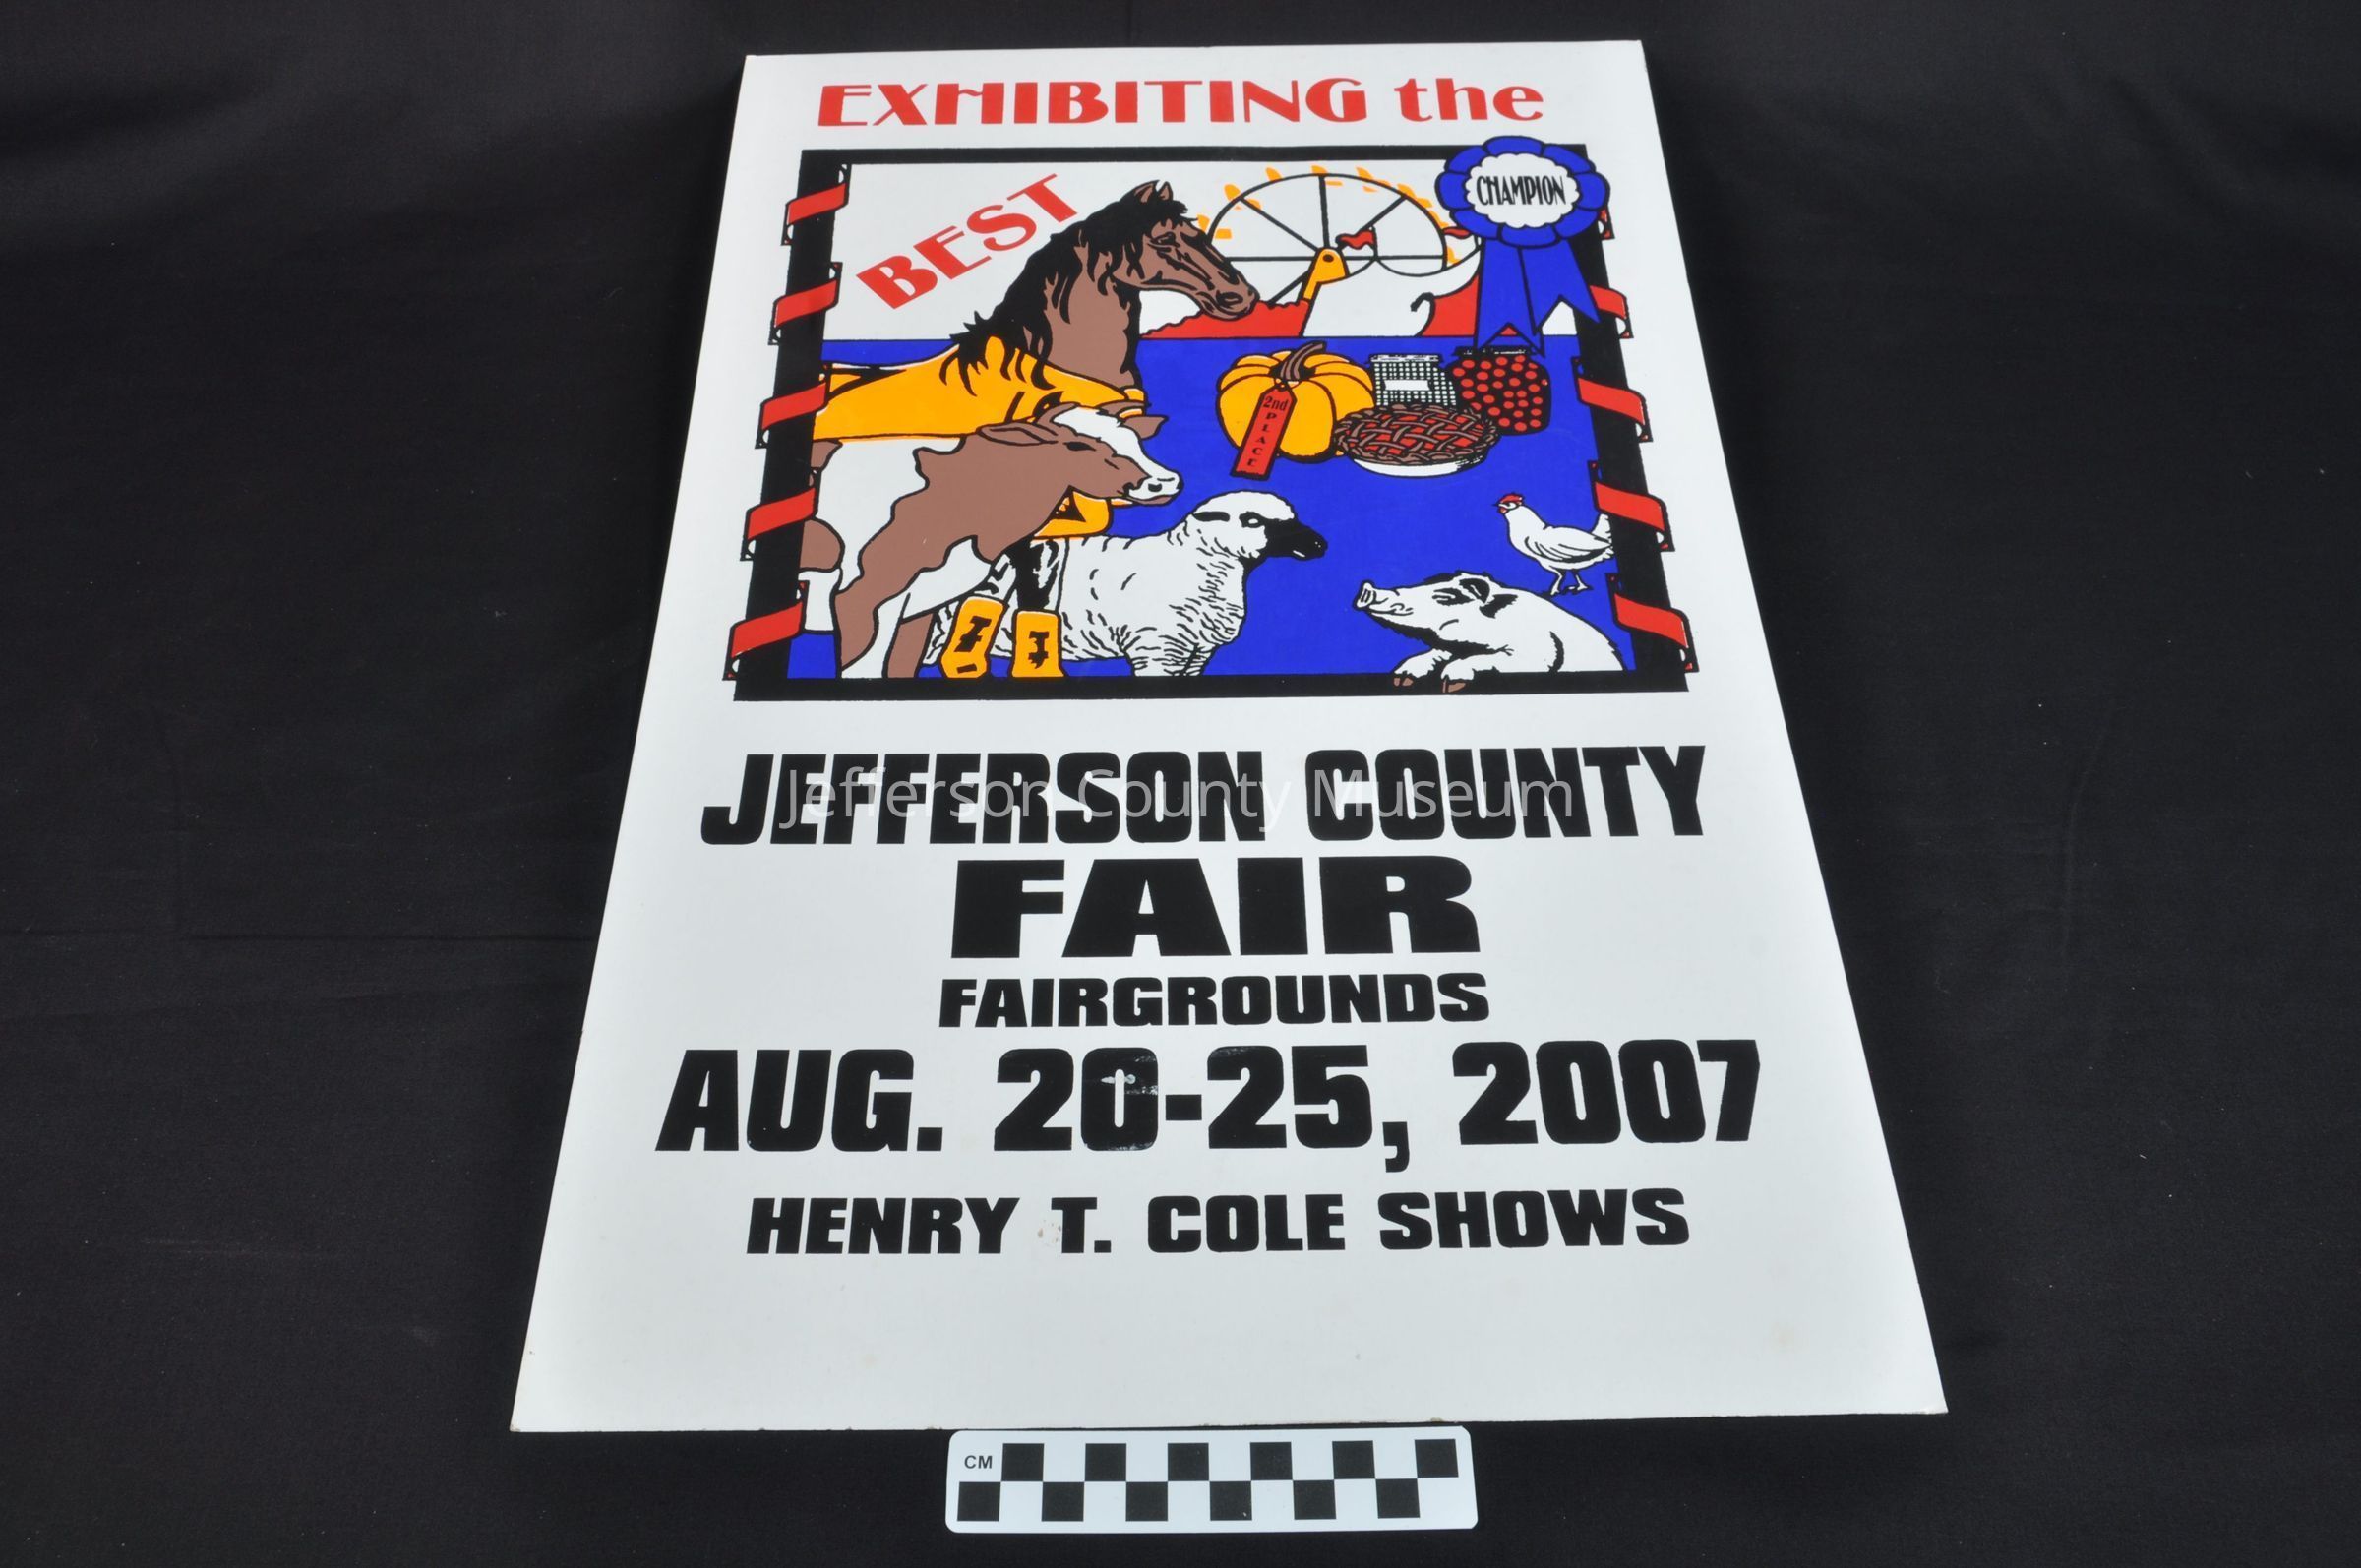 EXHIBITING the
BEST
CHAMPION
2nd
PLACE
JEFFERSON COUNTY
Jefferson County Museum
FAIR
FAIRGROUNDS
AUG. 20-25, 2007
HENRY T. COLE SHOWS
CM